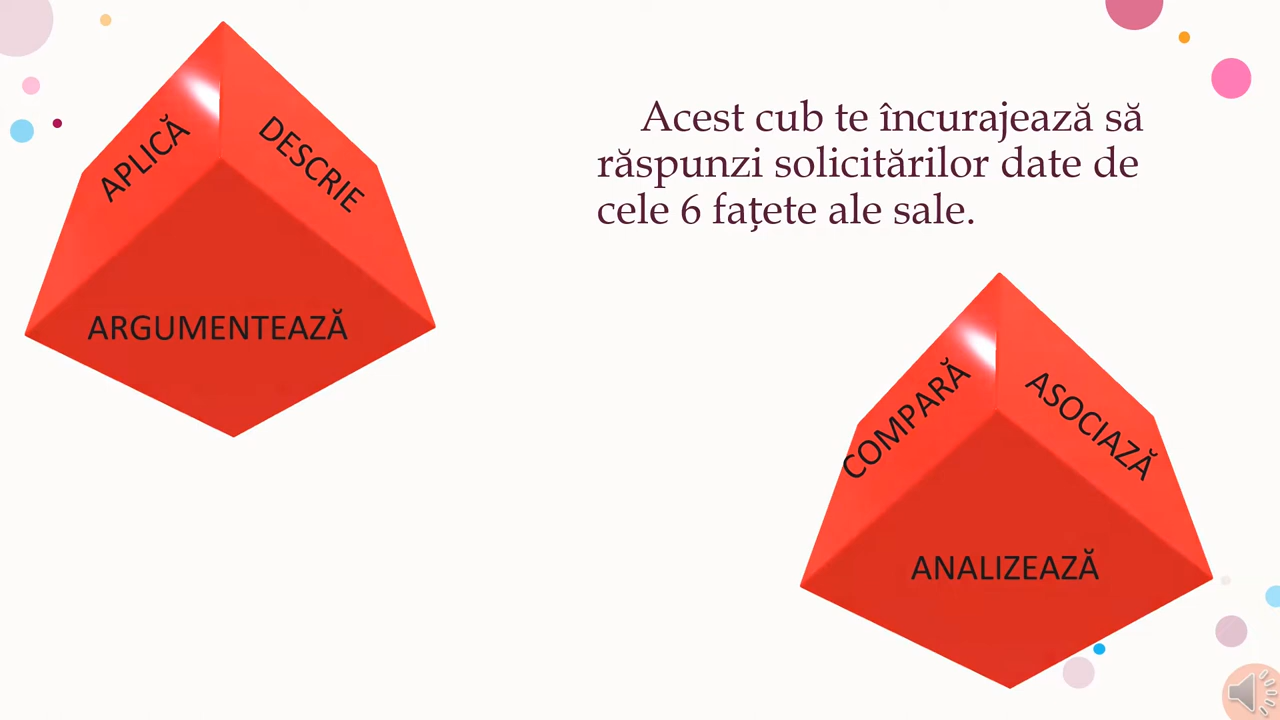 APLICĂ
DESCRIE
ARGUMENTEAZĂ
Acest cub te încurajează să
răspunzi solicitărilor date de
cele 6 fațete ale sale.
COMPARĂ
ASOCIAZĂ
ANALIZEAZĂ